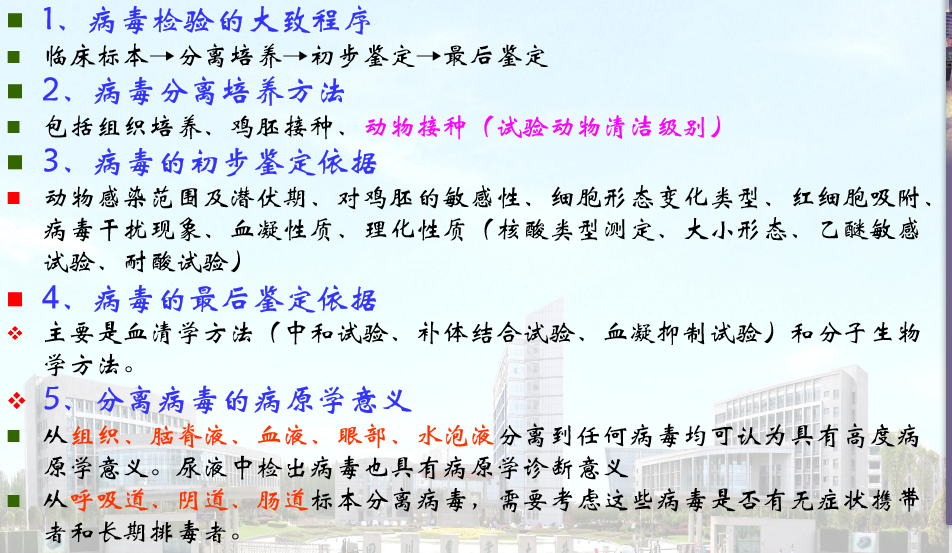 1、病毒检验的大致程序
临床标本→分离培养→初步鉴定→最后鉴定
2、病毒分离培养方法
包括组织培养、鸡胚接种、动物接种（试验动物清洁级别）
3、病毒的初步鉴定依据
动物感染范围及潜伏期、对鸡胚的敏感性、细胞形态变化类型、红细胞吸附、
病毒干扰现象、血凝性质、理化性质（核酸类型测定、大小形态、乙醚敏感
试验、耐酸试验）
4、病毒的最后鉴定依据
主要是血清学方法（中和试验、补体结合试验、血凝抑制试验）和分子生物
学方法。
5、分离病毒的病原学意义
从组织、脑脊液、血液、眼部、水泡液分离到任何病毒均可认为具有高度病
原学意义。尿液中检出病毒也具有病原学诊断意义
从呼吸道、阴道、肠道标本分离病毒，需要考虑这些病毒是否有无症状携带
者和长期排毒者。